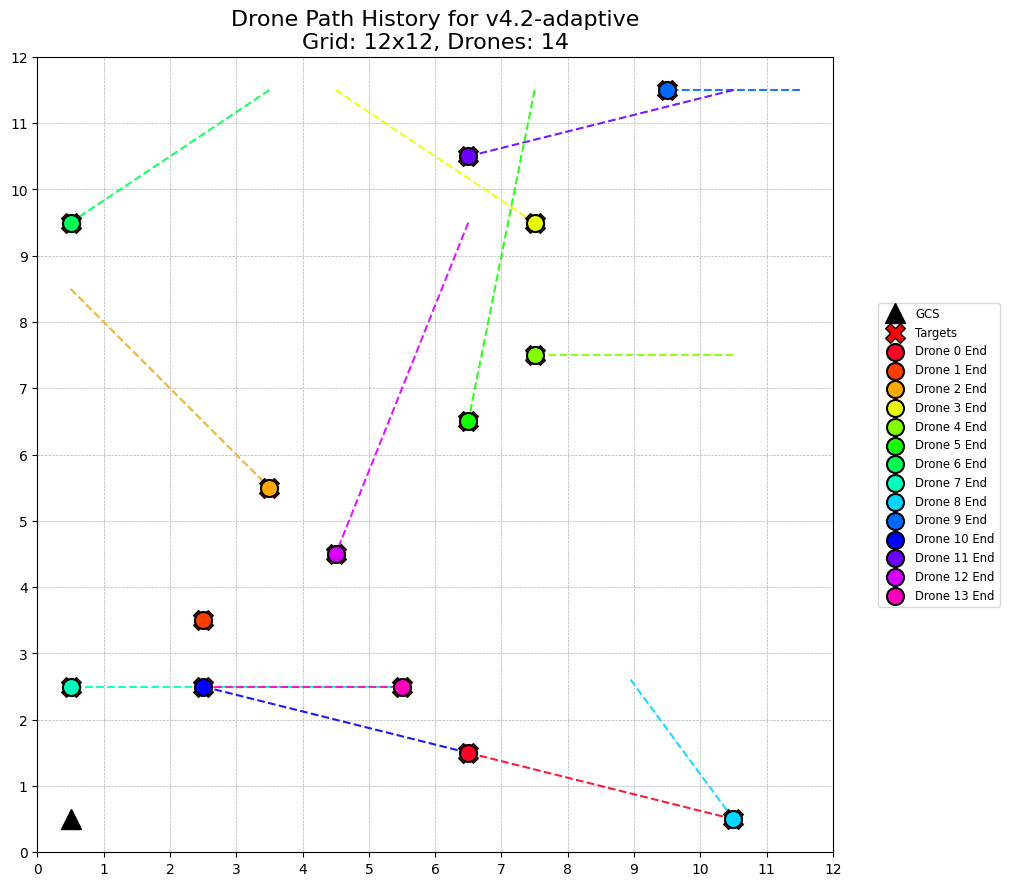 Drone Path History for v4.2-adaptive
Grid: 12x12, Drones: 14
12
11
10
9
8
7
6
5
4
3
2
1
0
0 1 2 3 4 5 6 7 8 9 10 11 12
GCS
Targets
Drone 0 End
Drone 1 End
Drone 2 End
Drone 3 End
Drone 4 End
Drone 5 End
Drone 6 End
Drone 7 End
Drone 8 End
Drone 9 End
Drone 10 End
Drone 11 End
Drone 12 End
Drone 13 End